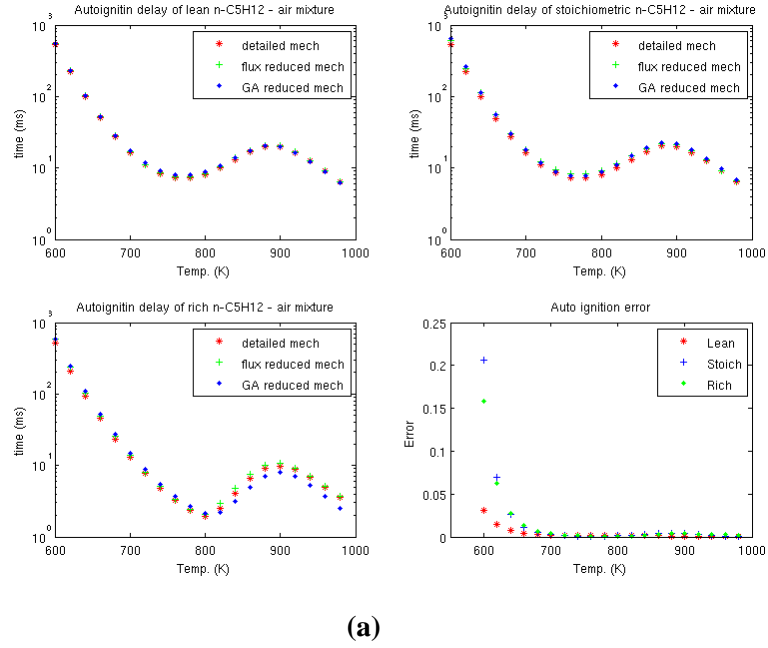 Autoignitin delay of lean n-C5H12 - air mixture
10^3
10^2
10^1
10^0
time (ms)
detailed mech
flux reduced mech
GA reduced mech
600 700 800 900 1000
Temp. (K)
Autoignitin delay of stoichiometric n-C5H12 - air mixture
10^3
10^2
10^1
10^0
time (ms)
detailed mech
flux reduced mech
GA reduced mech
600 700 800 900 1000
Temp. (K)
Autoignitin delay of rich n-C5H12 - air mixture
10^3
10^2
10^1
10^0
time (ms)
detailed mech
flux reduced mech
GA reduced mech
600 700 800 900 1000
Temp. (K)
Auto ignition error
0.25
0.2
0.15
0.1
0.05
0
Error
Lean
Stoich
Rich
600 700 800 900 1000
Temp. (K)
(a)